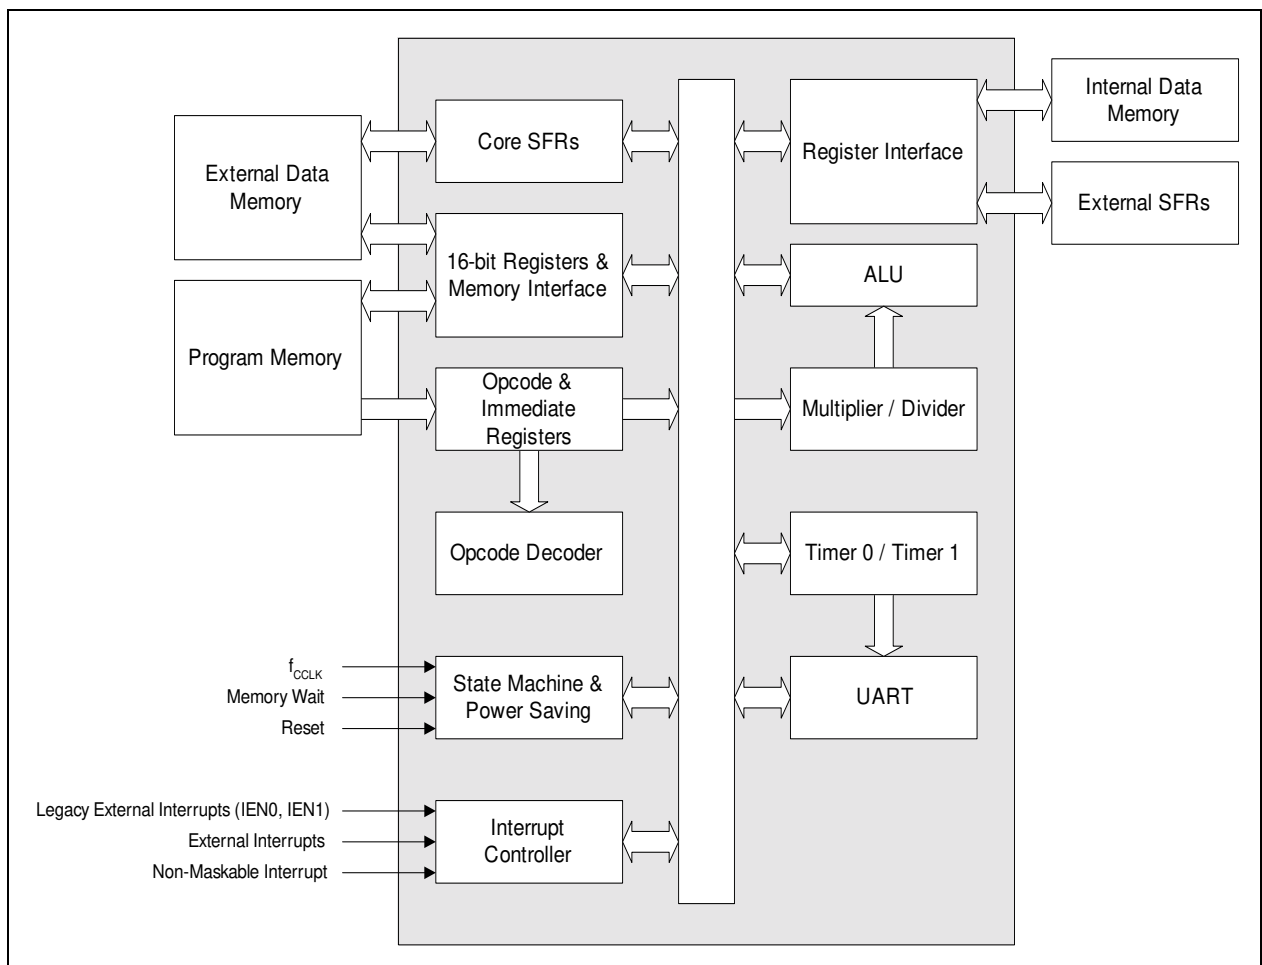 External Data
Memory
Program Memory
Core SFRs
16-bit Registers &
Memory Interface
Opcode &
Immediate
Registers
Opcode Decoder
State Machine &
Power Saving
Interrupt
Controller
fCCLK
Memory Wait
Reset
Legacy External Interrupts (IEN0, IEN1)
External Interrupts
Non-Maskable Interrupt
Register Interface
ALU
Multiplier / Divider
Timer 0 / Timer 1
UART
Internal Data
Memory
External SFRs